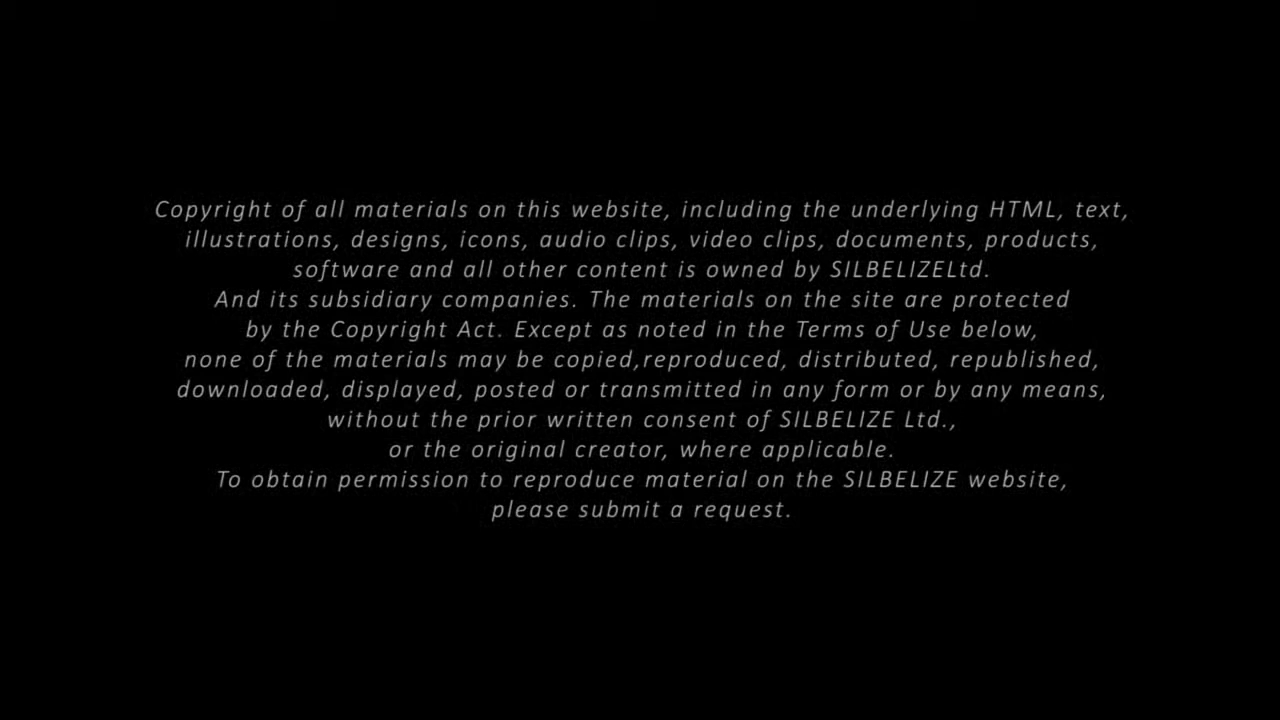 Copyright of all materials on this website, including the underlying HTML, text,
illustrations, designs, icons, audio clips, video clips, documents, products,
software and all other content is owned by SILBELIZELtd.
And its subsidiary companies. The materials on the site are protected
by the Copyright Act. Except as noted in the Terms of Use below,
none of the materials may be copied,reproduced, distributed, republished,
downloaded, displayed, posted or transmitted in any form or by any means,
without the prior written consent of SILBELIZE Ltd.,
or the original creator, where applicable.
To obtain permission to reproduce material on the SILBELIZE website,
please submit a request.